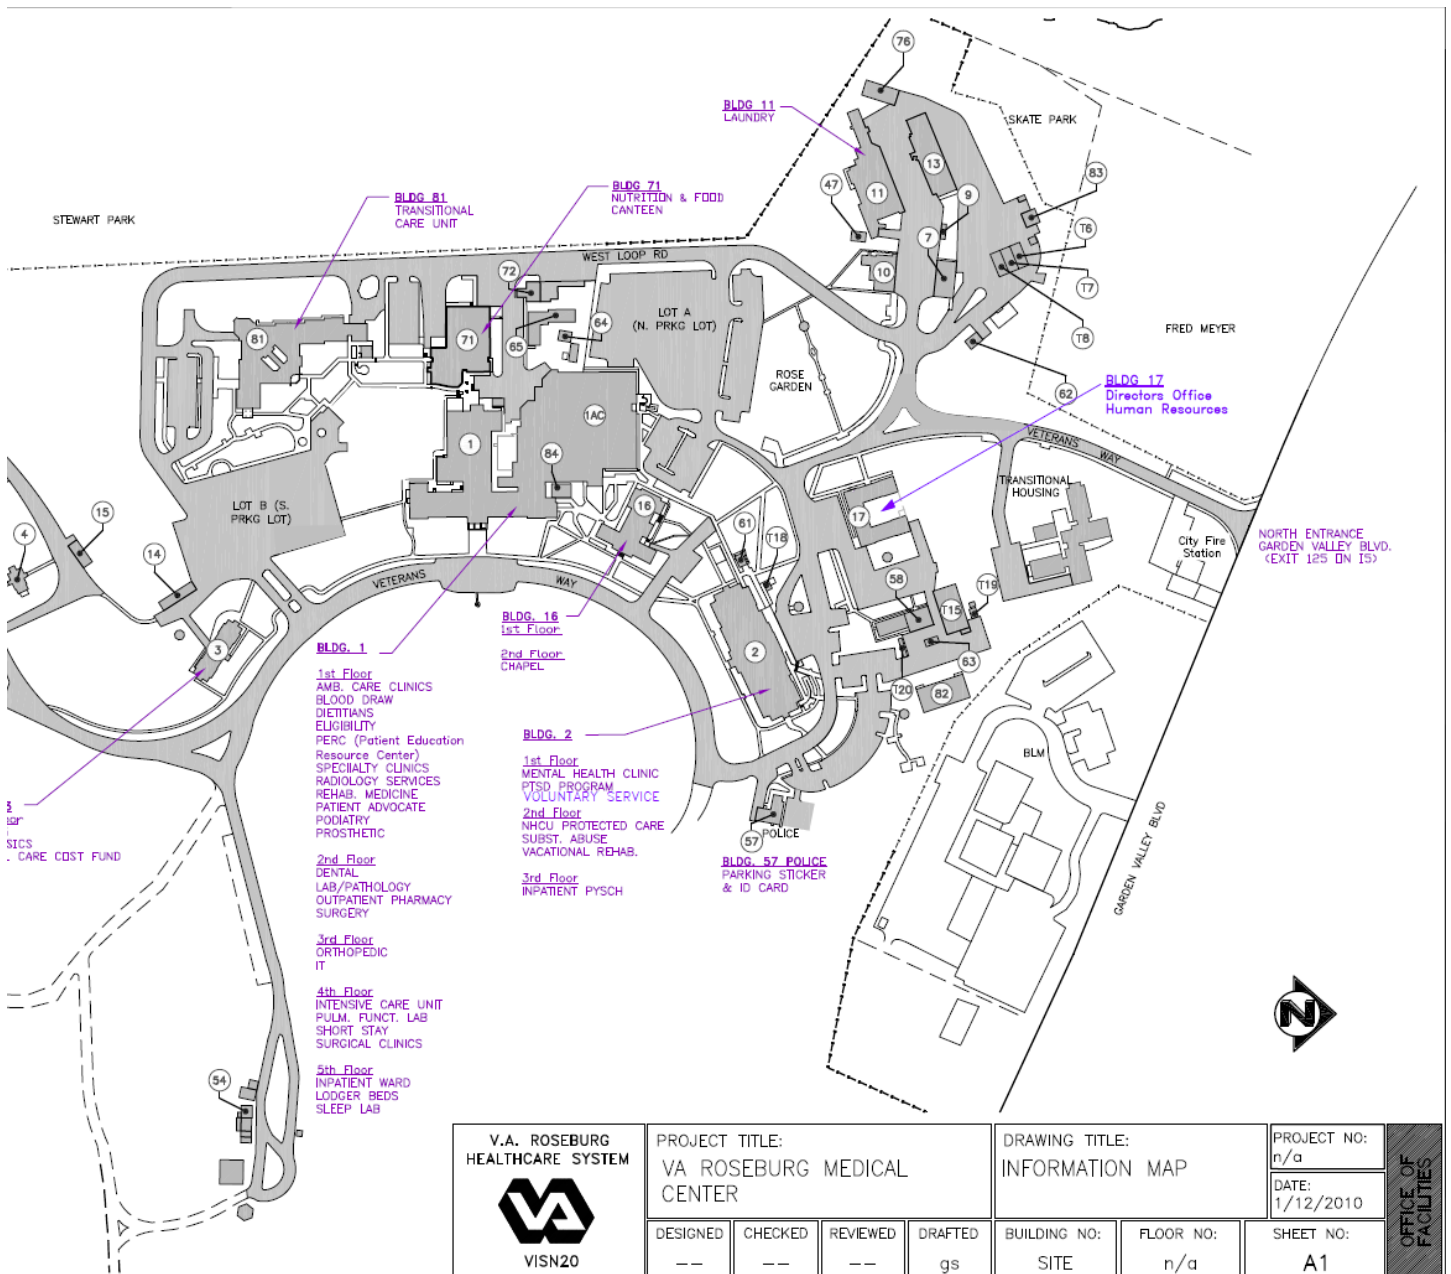 76
BLDG 11
LAUNDRY
SKATE PARK
13
83
47
11
9
BLDG 81
TRANSITIONAL
CARE UNIT
BLDG 71
NUTRITION & FOOD
CANTEEN
STEWART PARK
7
T6
WEST LOOP RD
72
10
T7
LOT A
(N. PRKG LOT)
64
T8
FRED MEYER
81
71
65
ROSE
GARDEN
62
BLDG 17
Directors Office
Human Resources
1AC
1
VETERANS
WAY
84
TRANSITIONAL
HOUSING
LOT B (S.
PRKG LOT)
16
17
4
15
61
T18
City Fire
Station
NORTH ENTRANCE
GARDEN VALLEY BLVD.
(EXIT 125 ON I5)
14
VETERANS
WAY
58
T19
T15
BLDG. 16
1st Floor
2nd Floor
CHAPEL
3
2
63
T20
82
BLDG. 1
1st Floor
AMB. CARE CLINICS
BLOOD DRAW
DIETITIANS
ELIGIBILITY
PERC (Patient Education
Resource Center)
SPECIALTY CLINICS
RADIOLOGY SERVICES
REHAB. MEDICINE
PATIENT ADVOCATE
PODIATRY
PROSTHETIC
2nd Floor
DENTAL
LAB/PATHOLOGY
OUTPATIENT PHARMACY
SURGERY
3rd Floor
ORTHOPEDIC
IT
4th Floor
INTENSIVE CARE UNIT
PULM. FUNCT. LAB
SHORT STAY
SURGICAL CLINICS
5th Floor
INPATIENT WARD
LODGER BEDS
SLEEP LAB
BLDG. 2
1st Floor
MENTAL HEALTH CLINIC
PTSD PROGRAM
VOLUNTARY SERVICE
2nd Floor
NHCU PROTECTED CARE
SUBST. ABUSE
VACATIONAL REHAB.
3rd Floor
INPATIENT PYSCH
BLM
57
POLICE
BLDG. 57 POLICE
PARKING STICKER
& ID CARD
CARE COST FUND
GARDEN VALLEY BLVD
N
54
V.A. ROSEBURG
HEALTHCARE SYSTEM
VA
VISN20
PROJECT TITLE:
VA ROSEBURG MEDICAL
CENTER
DRAWING TITLE:
INFORMATION MAP
PROJECT NO:
n/a
DATE:
1/12/2010
DESIGNED
--
CHECKED
--
REVIEWED
--
DRAFTED
gs
BUILDING NO:
SITE
FLOOR NO:
n/a
SHEET NO:
A1
OFFICE OF
FACILITIES